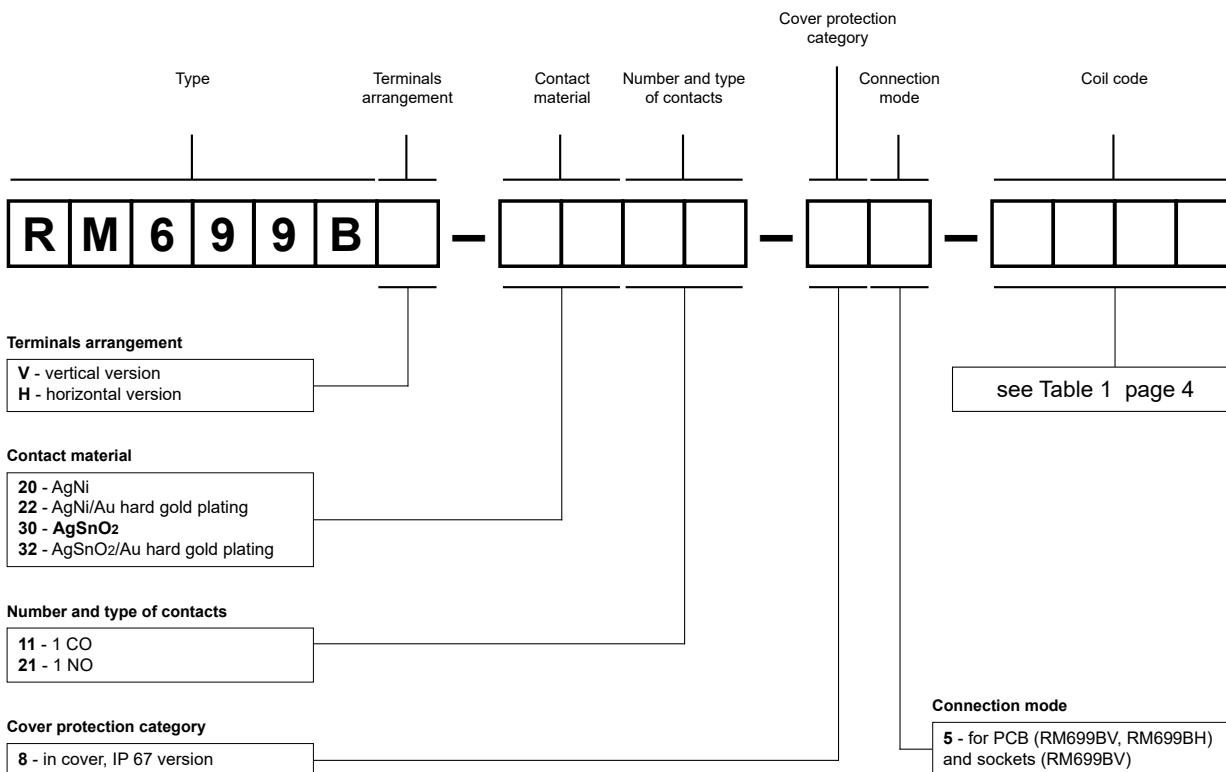 Cover protection
category
Type
Terminals
arrangement
Contact
material
Number and type
of contacts
Connection
mode
Coil code
R M 6 9 9 B – – –
Terminals arrangement
V - vertical version
H - horizontal version
see Table 1 page 4
Contact material
20 - AgNi
22 - AgNi/Au hard gold plating
30 - AgSnO2
32 - AgSnO2/Au hard gold plating
Number and type of contacts
11 - 1 CO
21 - 1 NO
Cover protection category
8 - in cover, IP 67 version
Connection mode
5 - for PCB (RM699BV, RM699BH)
and sockets (RM699BV)